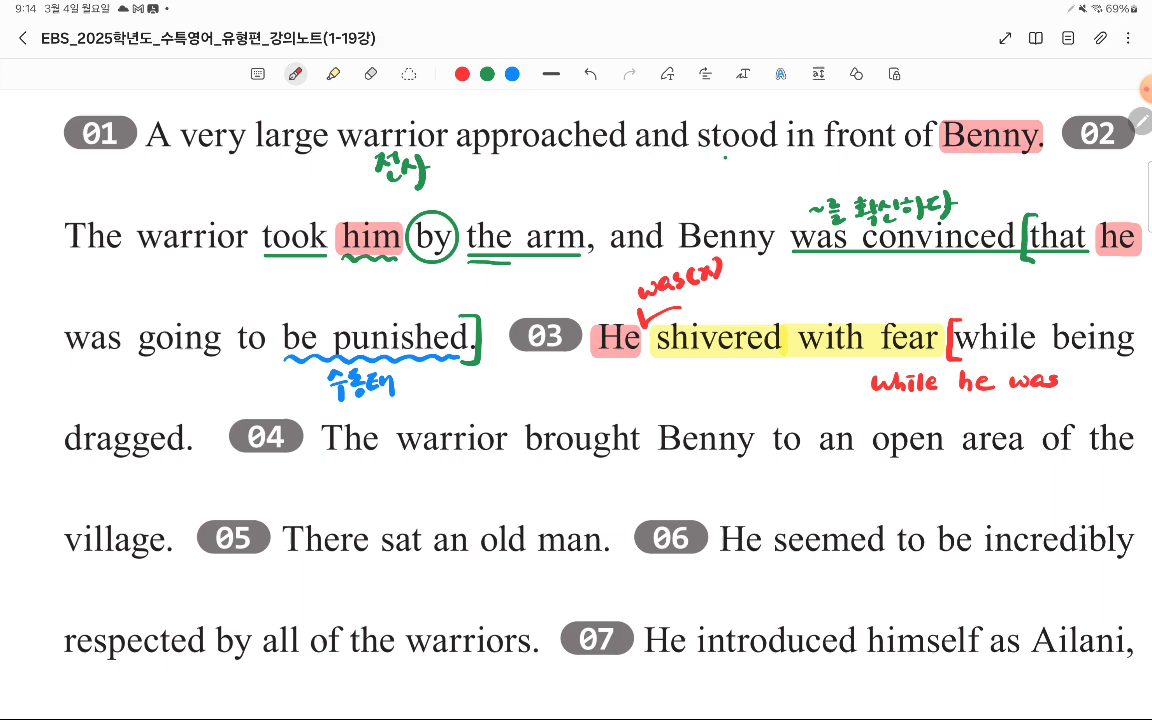 9:14 3월 4일 월요일
69%
EBS_2025학년도_수특영어_유형편_강의노트(1-19강)
01 A very large warrior approached and stood in front of Benny. 02
전사
~를 확신하다
The warrior took him by the arm, and Benny was convinced [that he
was(x)
was going to be punished.] 03 He shivered with fear [while being
수동태
while he was
dragged. 04 The warrior brought Benny to an open area of the
village. 05 There sat an old man. 06 He seemed to be incredibly
respected by all of the warriors. 07 He introduced himself as Ailani,